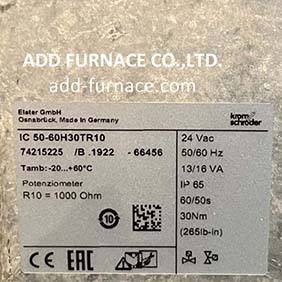 ADD FURNACE CO.,LTD.
add-furnace.com
Elster GmbH
Osnabrück, Made in Germany
krom
schröder
IC 50-60H30TR10
74215225 /B .1922 - 66456
Tamb:-20...+60°C
Potenziometer
R10 = 1000 Ohm
24 Vac
50/60 Hz
13/16 VA
IP 65
60/50s
30Nm
(265lb-in)
10
CE EAC